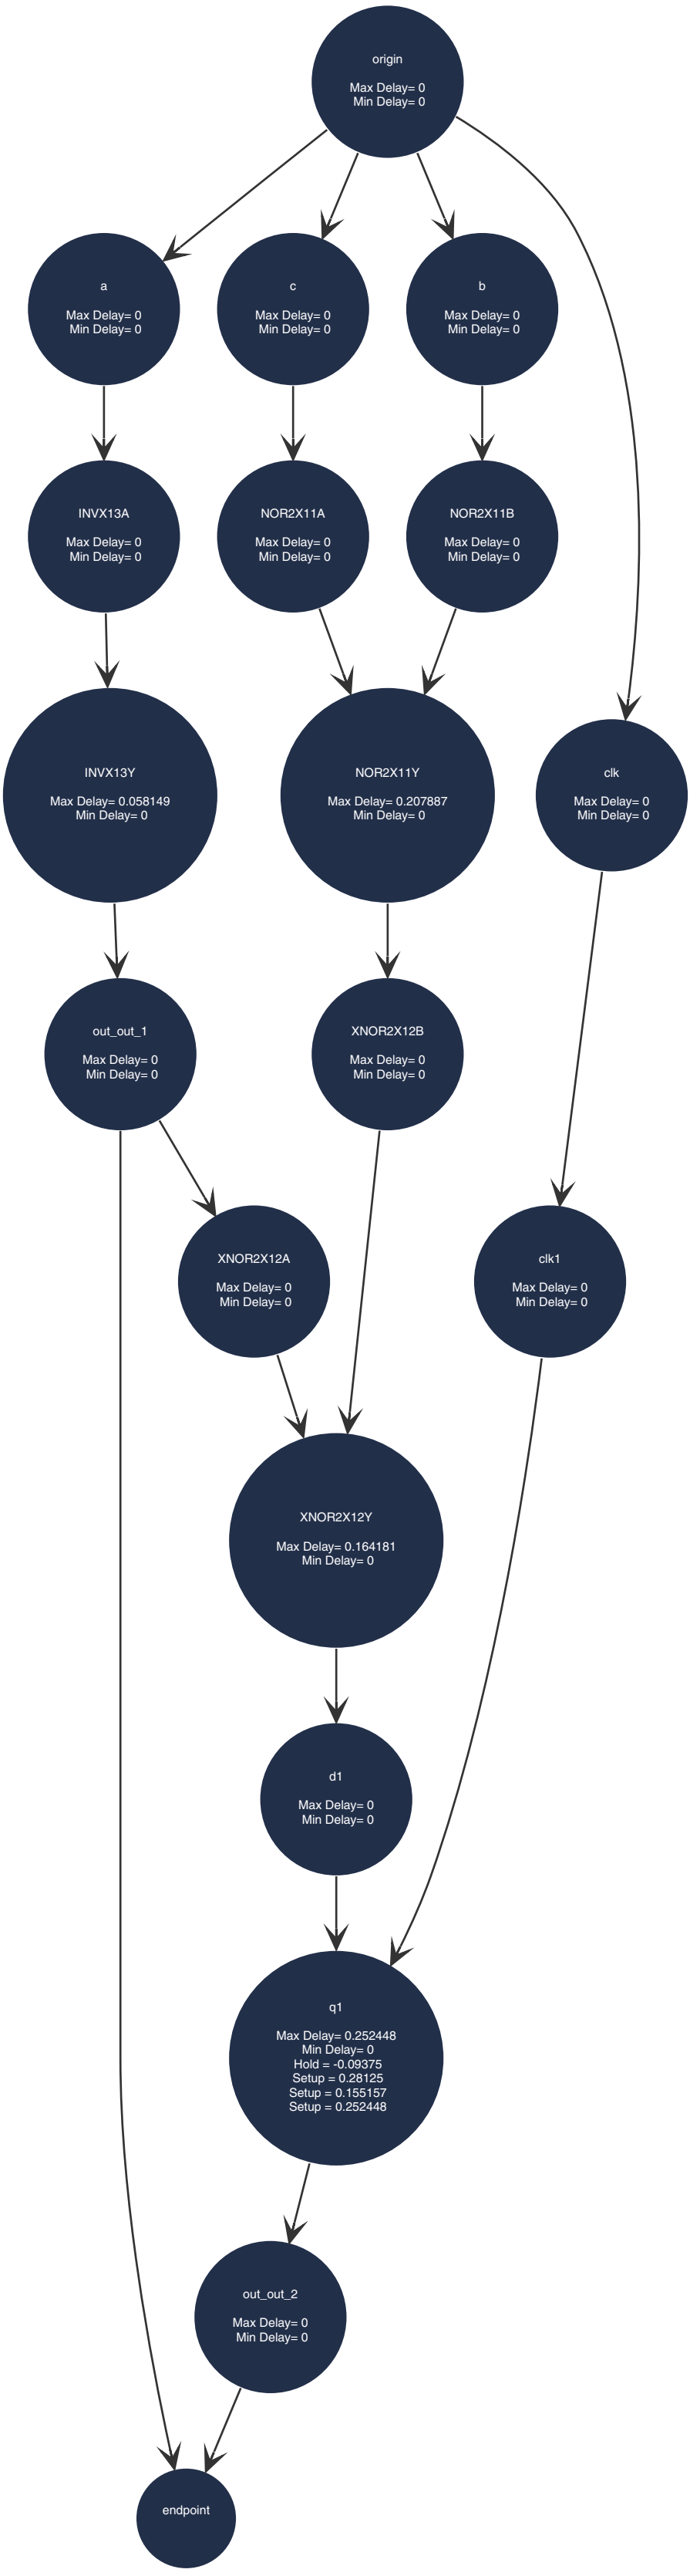 origin
Max Delay= 0
Min Delay= 0
a
Max Delay= 0
Min Delay= 0
c
Max Delay= 0
Min Delay= 0
b
Max Delay= 0
Min Delay= 0
INVX13A
Max Delay= 0
Min Delay= 0
NOR2X11A
Max Delay= 0
Min Delay= 0
NOR2X11B
Max Delay= 0
Min Delay= 0
INVX13Y
Max Delay= 0.058149
Min Delay= 0
NOR2X11Y
Max Delay= 0.207887
Min Delay= 0
clk
Max Delay= 0
Min Delay= 0
out_out_1
Max Delay= 0
Min Delay= 0
XNOR2X12B
Max Delay= 0
Min Delay= 0
XNOR2X12A
Max Delay= 0
Min Delay= 0
clk1
Max Delay= 0
Min Delay= 0
XNOR2X12Y
Max Delay= 0.164181
Min Delay= 0
d1
Max Delay= 0
Min Delay= 0
q1
Max Delay= 0.252448
Min Delay= 0
Hold = -0.09375
Setup = 0.28125
Setup = 0.155157
Setup = 0.252448
out_out_2
Max Delay= 0
Min Delay= 0
endpoint